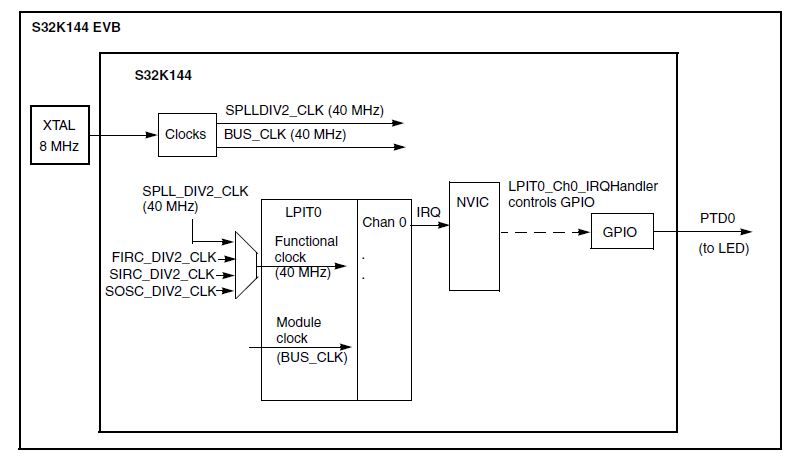 S32K144 EVB
S32K144
XTAL
8 MHz
Clocks
SPLLDIV2_CLK (40 MHz)
BUS_CLK (40 MHz)
SPLL_DIV2_CLK
(40 MHz)
FIRC_DIV2_CLK
SIRC_DIV2_CLK
SOSC_DIV2_CLK
LPIT0
Functional
clock
(40 MHz)
Module
clock
(BUS_CLK)
Chan 0
.
.
IRQ
NVIC
LPIT0_Ch0_IRQHandler
controls GPIO
GPIO
PTD0
(to LED)